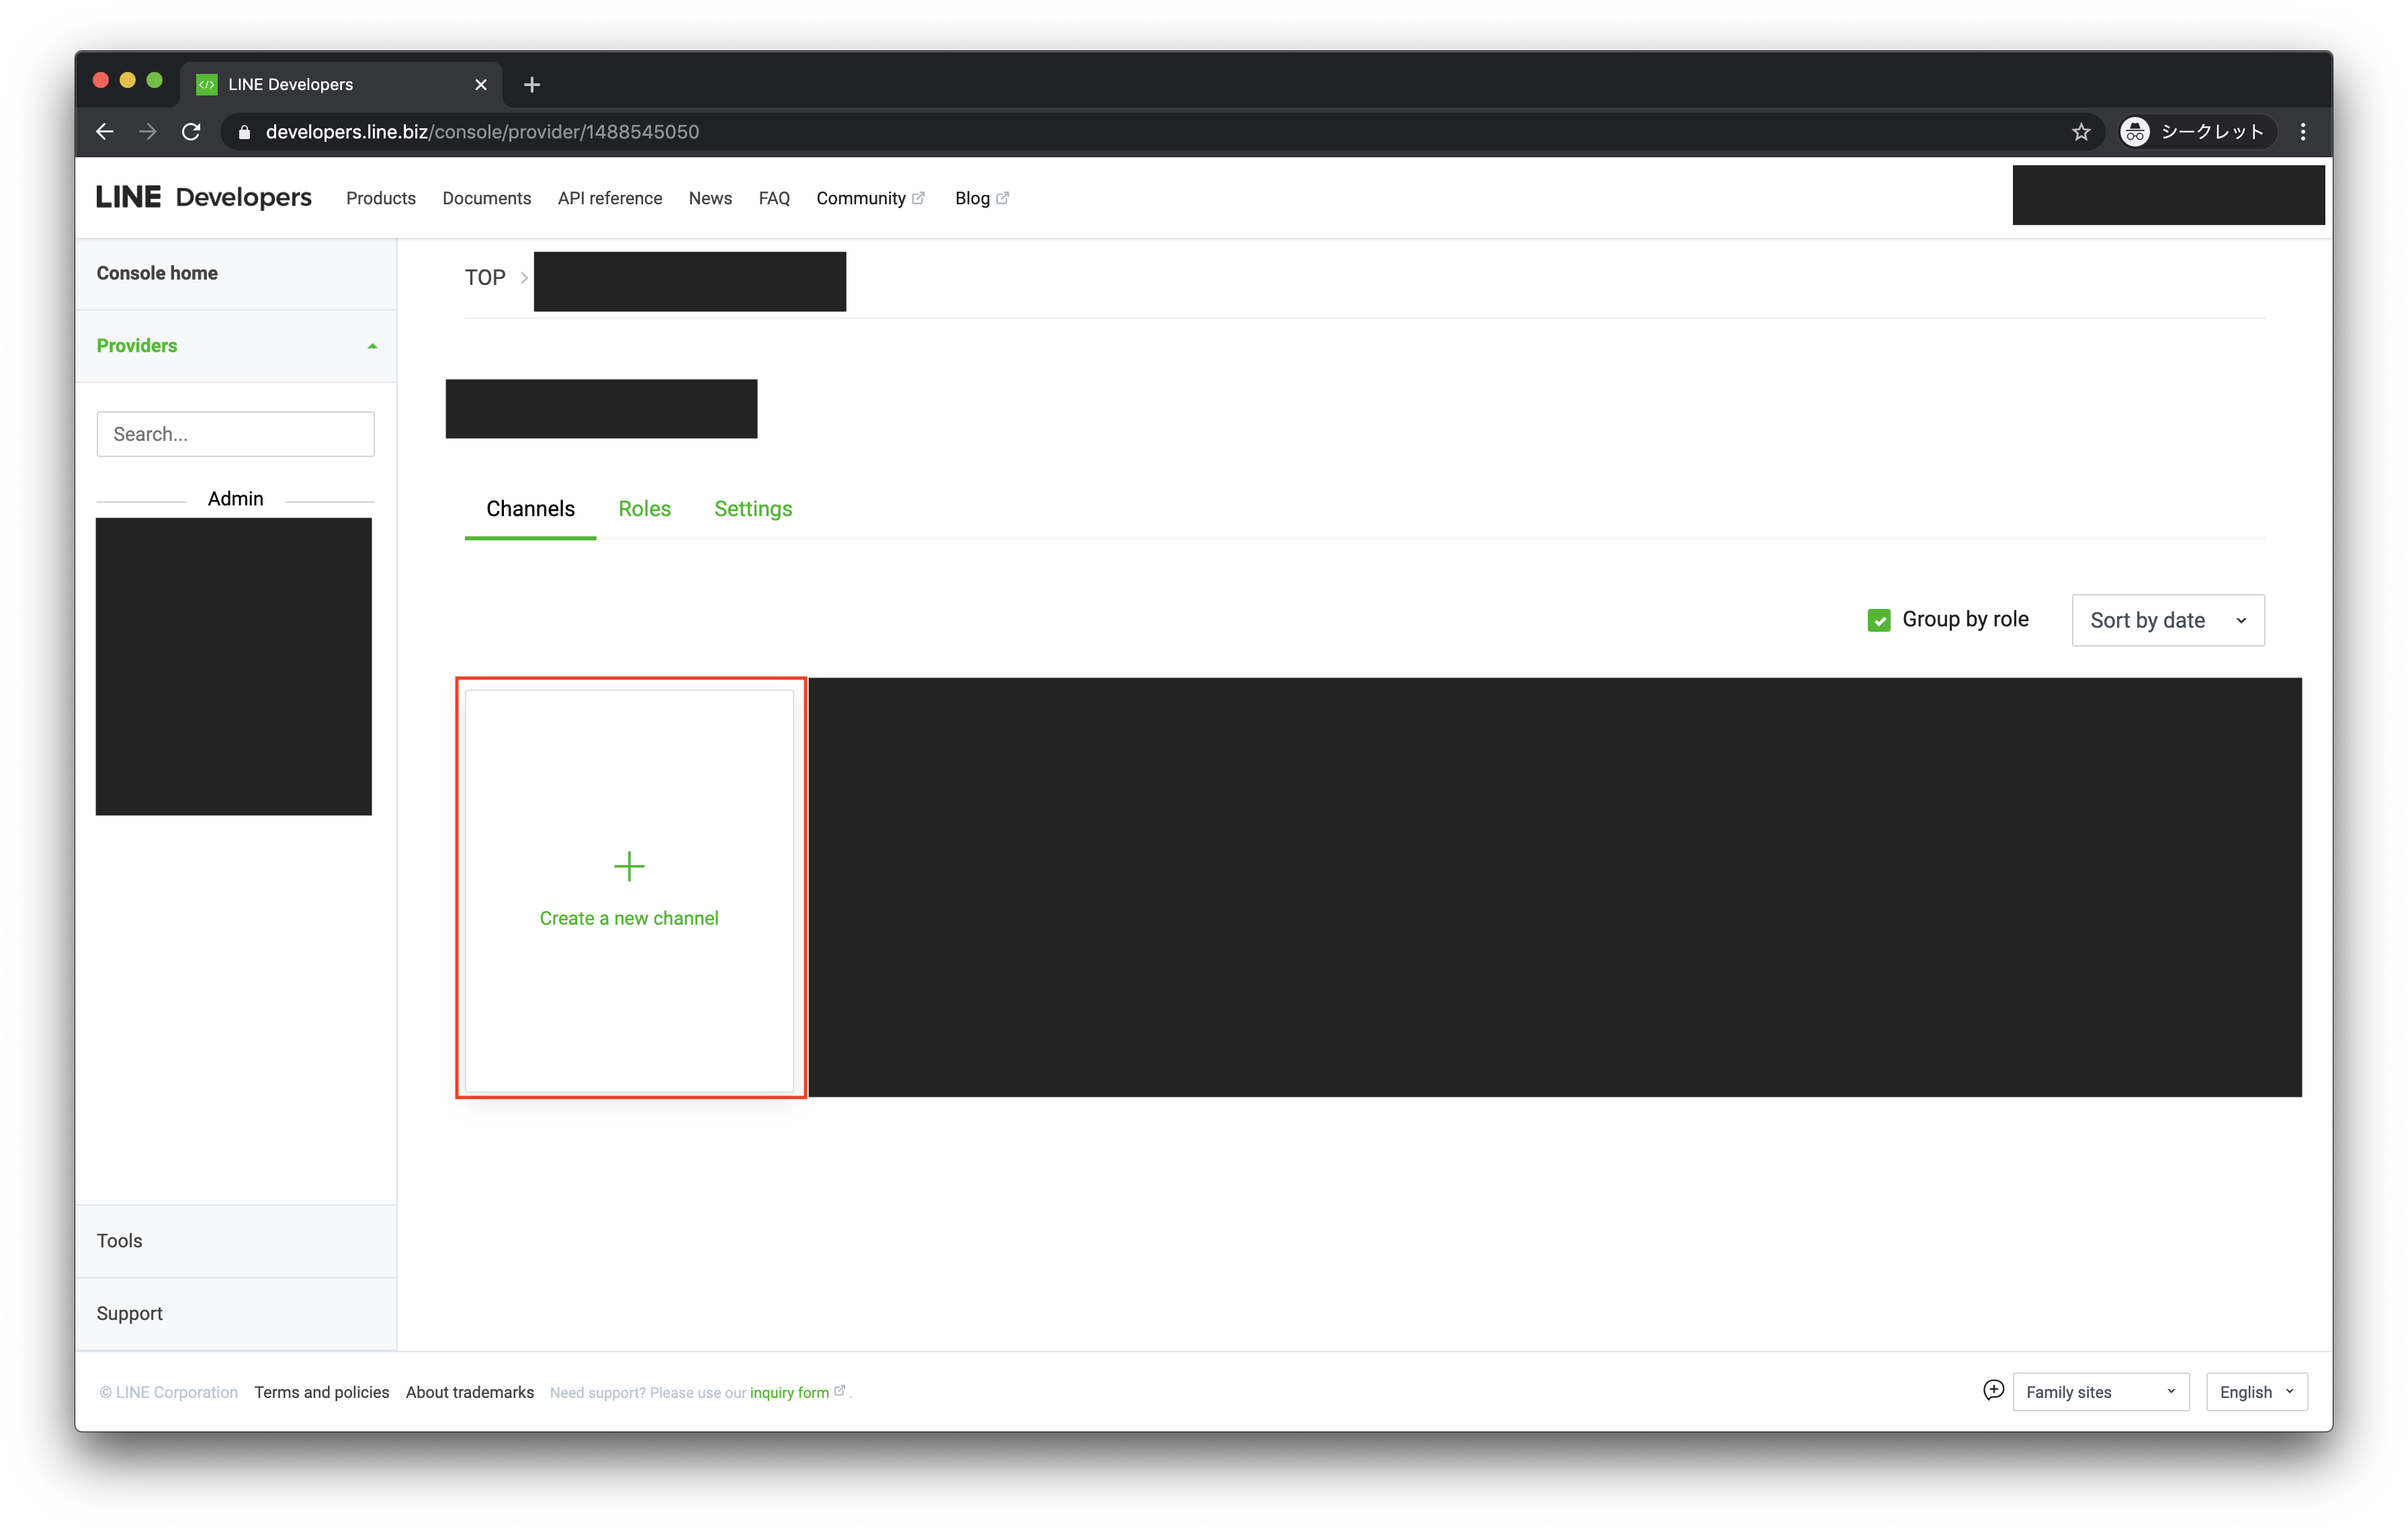 LINE Developers
developers.line.biz/console/provider/1488545050
シークレット
LINE Developers Products Documents API reference News FAQ Community Blog
Console home
TOP
Providers
Search...
Admin
Channels Roles Settings
Group by role Sort by date
Create a new channel
Tools
Support
© LINE Corporation Terms and policies About trademarks Need support? Please use our inquiry form . Family sites English